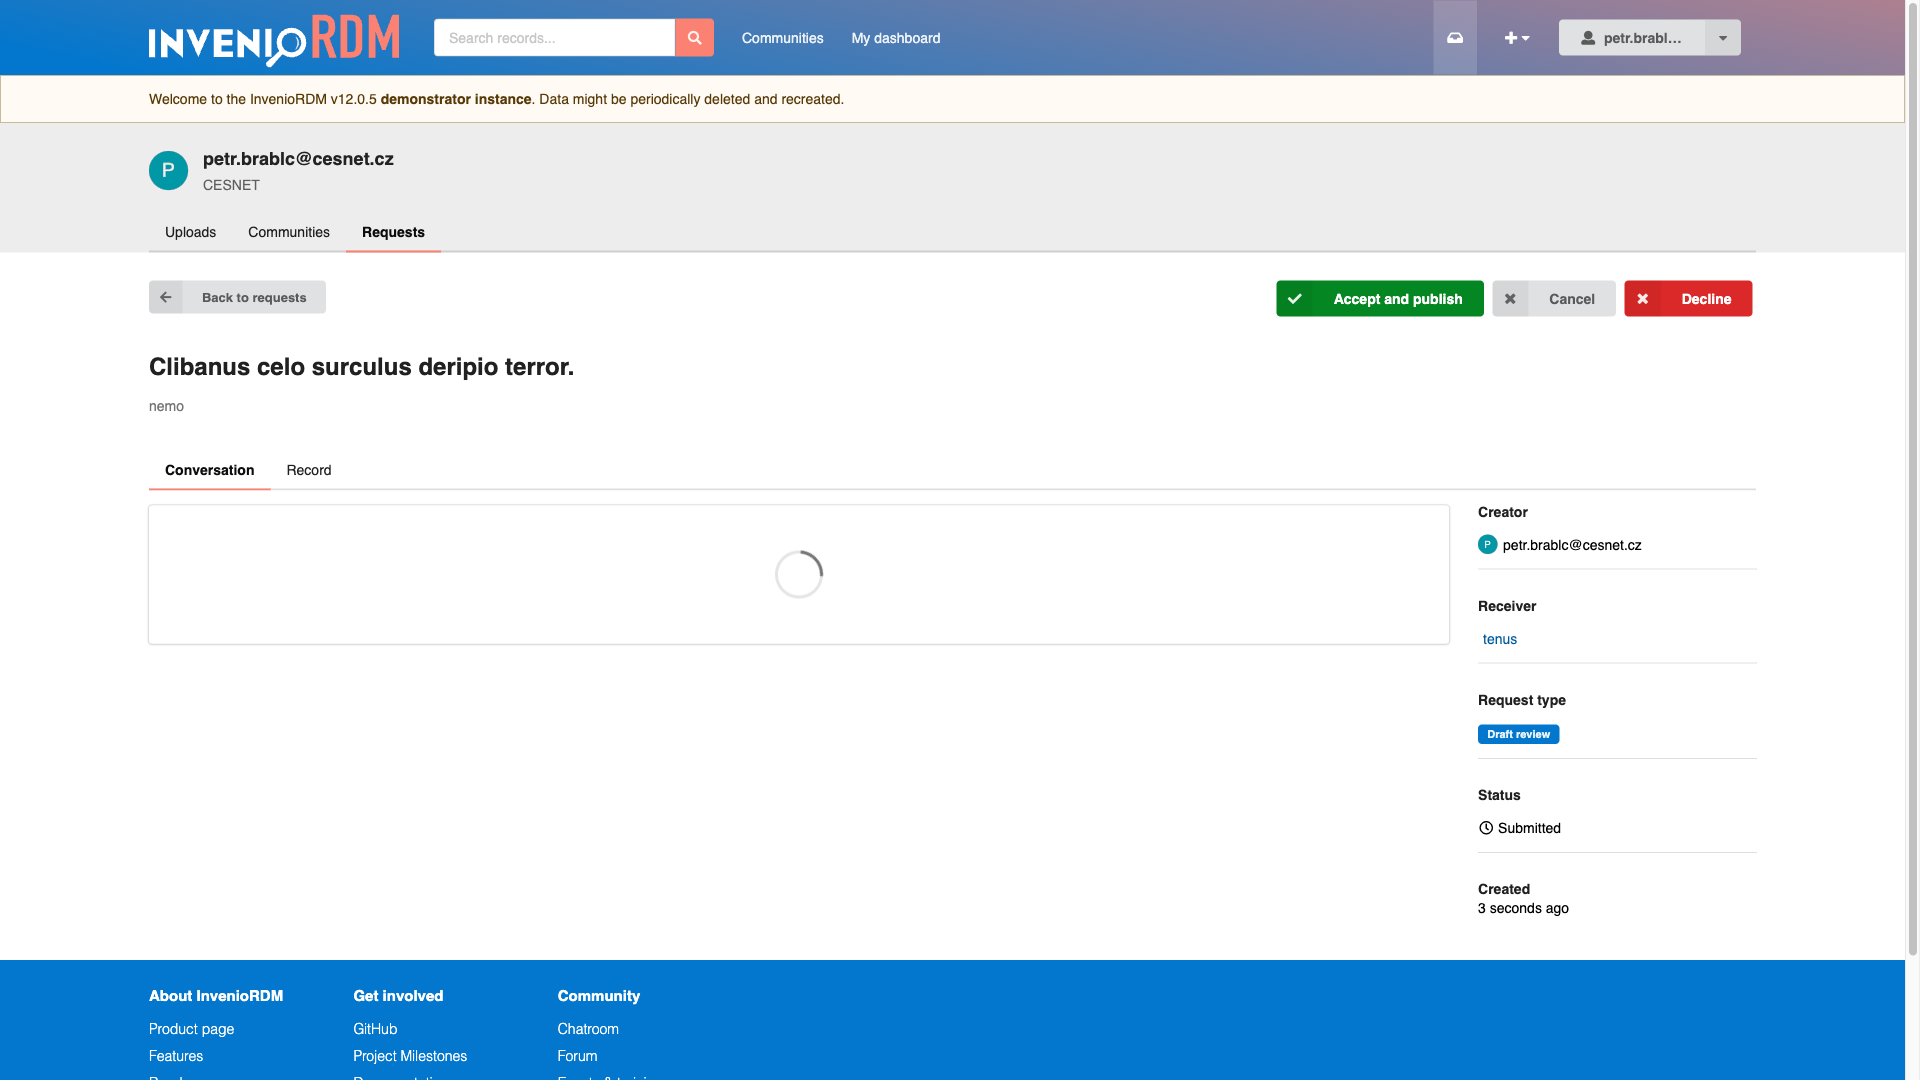 INVENIO RDM
Search records...
Communities
My dashboard
petr.brabl...
Welcome to the InvenioRDM v12.0.5 demonstrator instance. Data might be periodically deleted and recreated.
P
petr.brablc@cesnet.cz
CESNET
Uploads
Communities
Requests
Back to requests
Accept and publish
Cancel
Decline
Clibanus celo surculus deripio terror.
nemo
Conversation
Record
Creator
P petr.brablc@cesnet.cz
Receiver
tenus
Request type
Draft review
Status
Submitted
Created
3 seconds ago
About InvenioRDM
Product page
Features
Get involved
GitHub
Project Milestones
Community
Chatroom
Forum